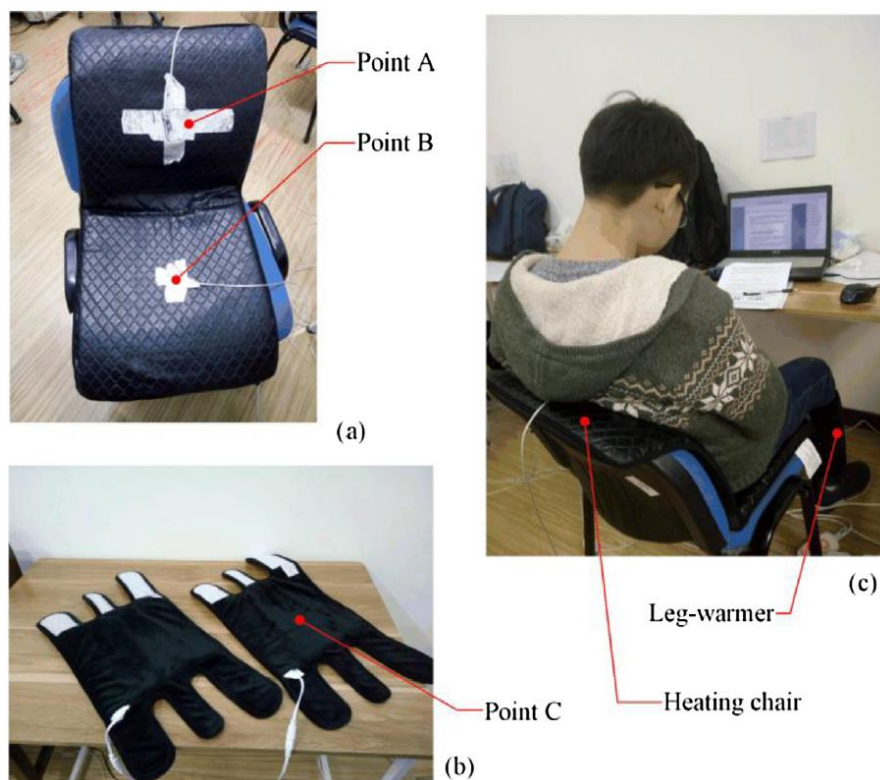 Point A
Point B
(a)
(c)
Leg-warmer
Heating chair
Point C
(b)